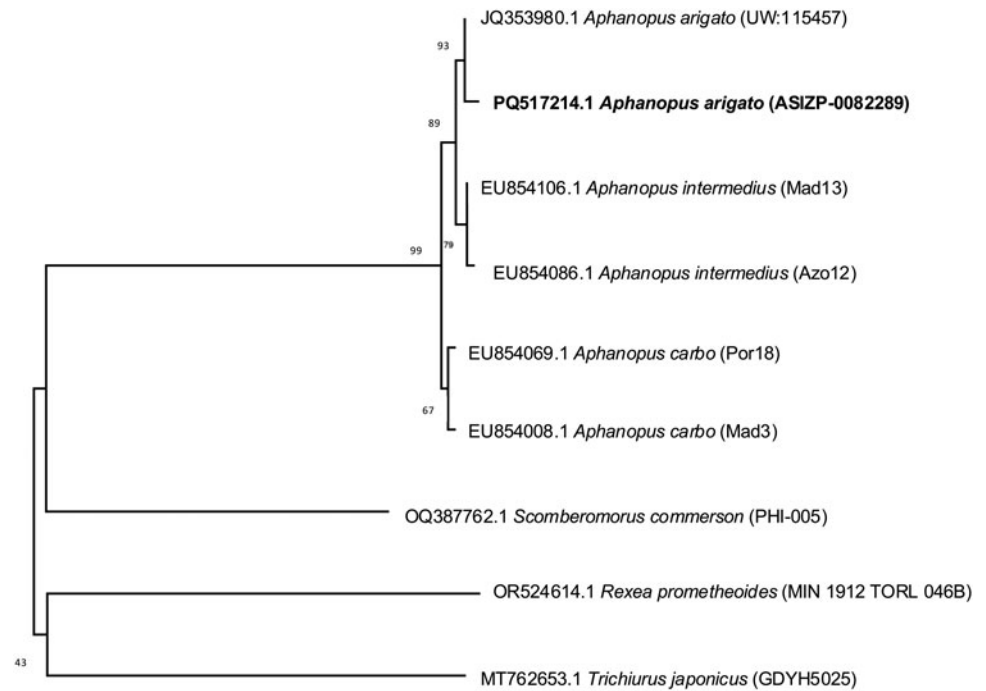 JQ353980.1 Aphanopus arigato (UW:115457)
93
PQ517214.1 Aphanopus arigato (ASIZP-0082289)
89
EU854106.1 Aphanopus intermedius (Mad13)
99
79
EU854086.1 Aphanopus intermedius (Azo12)
EU854069.1 Aphanopus carbo (Por18)
67
EU854008.1 Aphanopus carbo (Mad3)
OQ387762.1 Scomberomorus commerson (PHI-005)
OR524614.1 Rexea prometheoides (MIN 1912 TORL 046B)
43
MT762653.1 Trichiurus japonicus (GDYH5025)